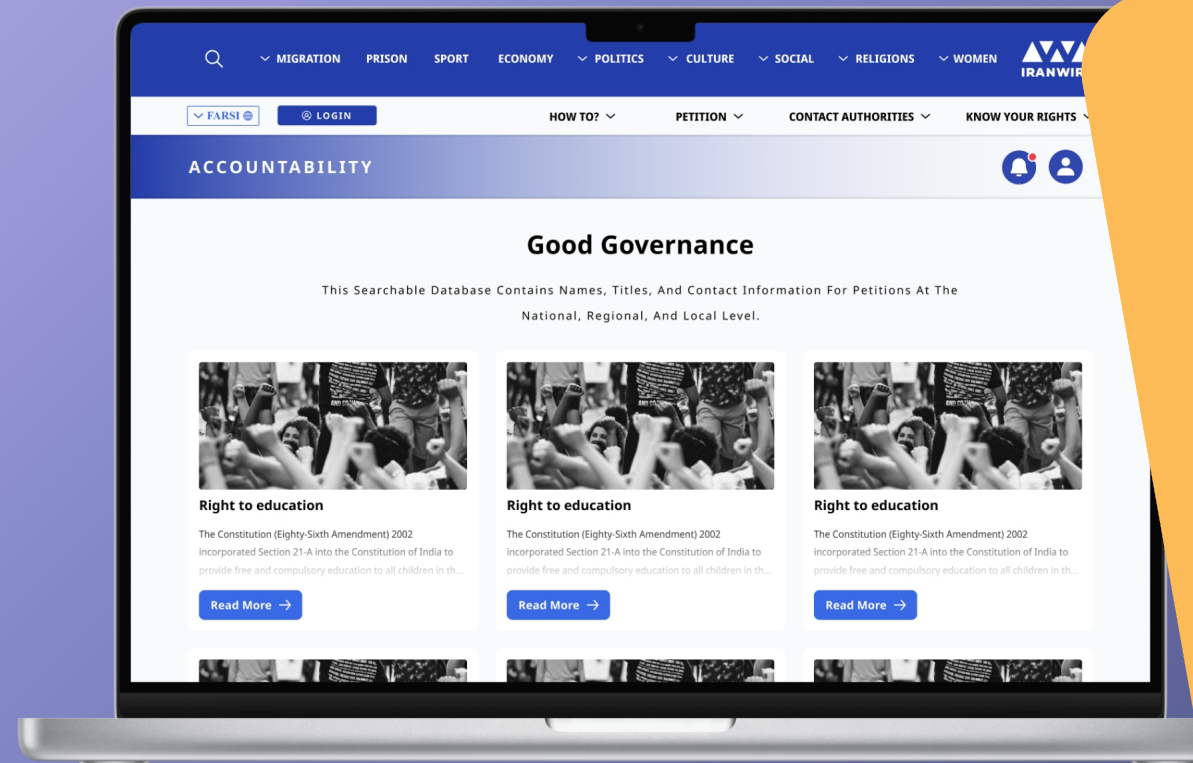 MIGRATION PRISON SPORT ECONOMY POLITICS CULTURE SOCIAL RELIGIONS WOMEN
FARSI LOGIN HOW TO? PETITION CONTACT AUTHORITIES KNOW YOUR RIGHTS
ACCOUNTABILITY
Good Governance
This Searchable Database Contains Names, Titles, And Contact Information For Petitions At The
National, Regional, And Local Level.
Right to education
The Constitution (Eighty-Sixth Amendment) 2002
incorporated Section 21-A into the Constitution of India to
provide free and compulsory education to all children in th...
Read More
Right to education
The Constitution (Eighty-Sixth Amendment) 2002
incorporated Section 21-A into the Constitution of India to
provide free and compulsory education to all children in th...
Read More
Right to education
The Constitution (Eighty-Sixth Amendment) 2002
incorporated Section 21-A into the Constitution of India to
provide free and compulsory education to all children in th...
Read More